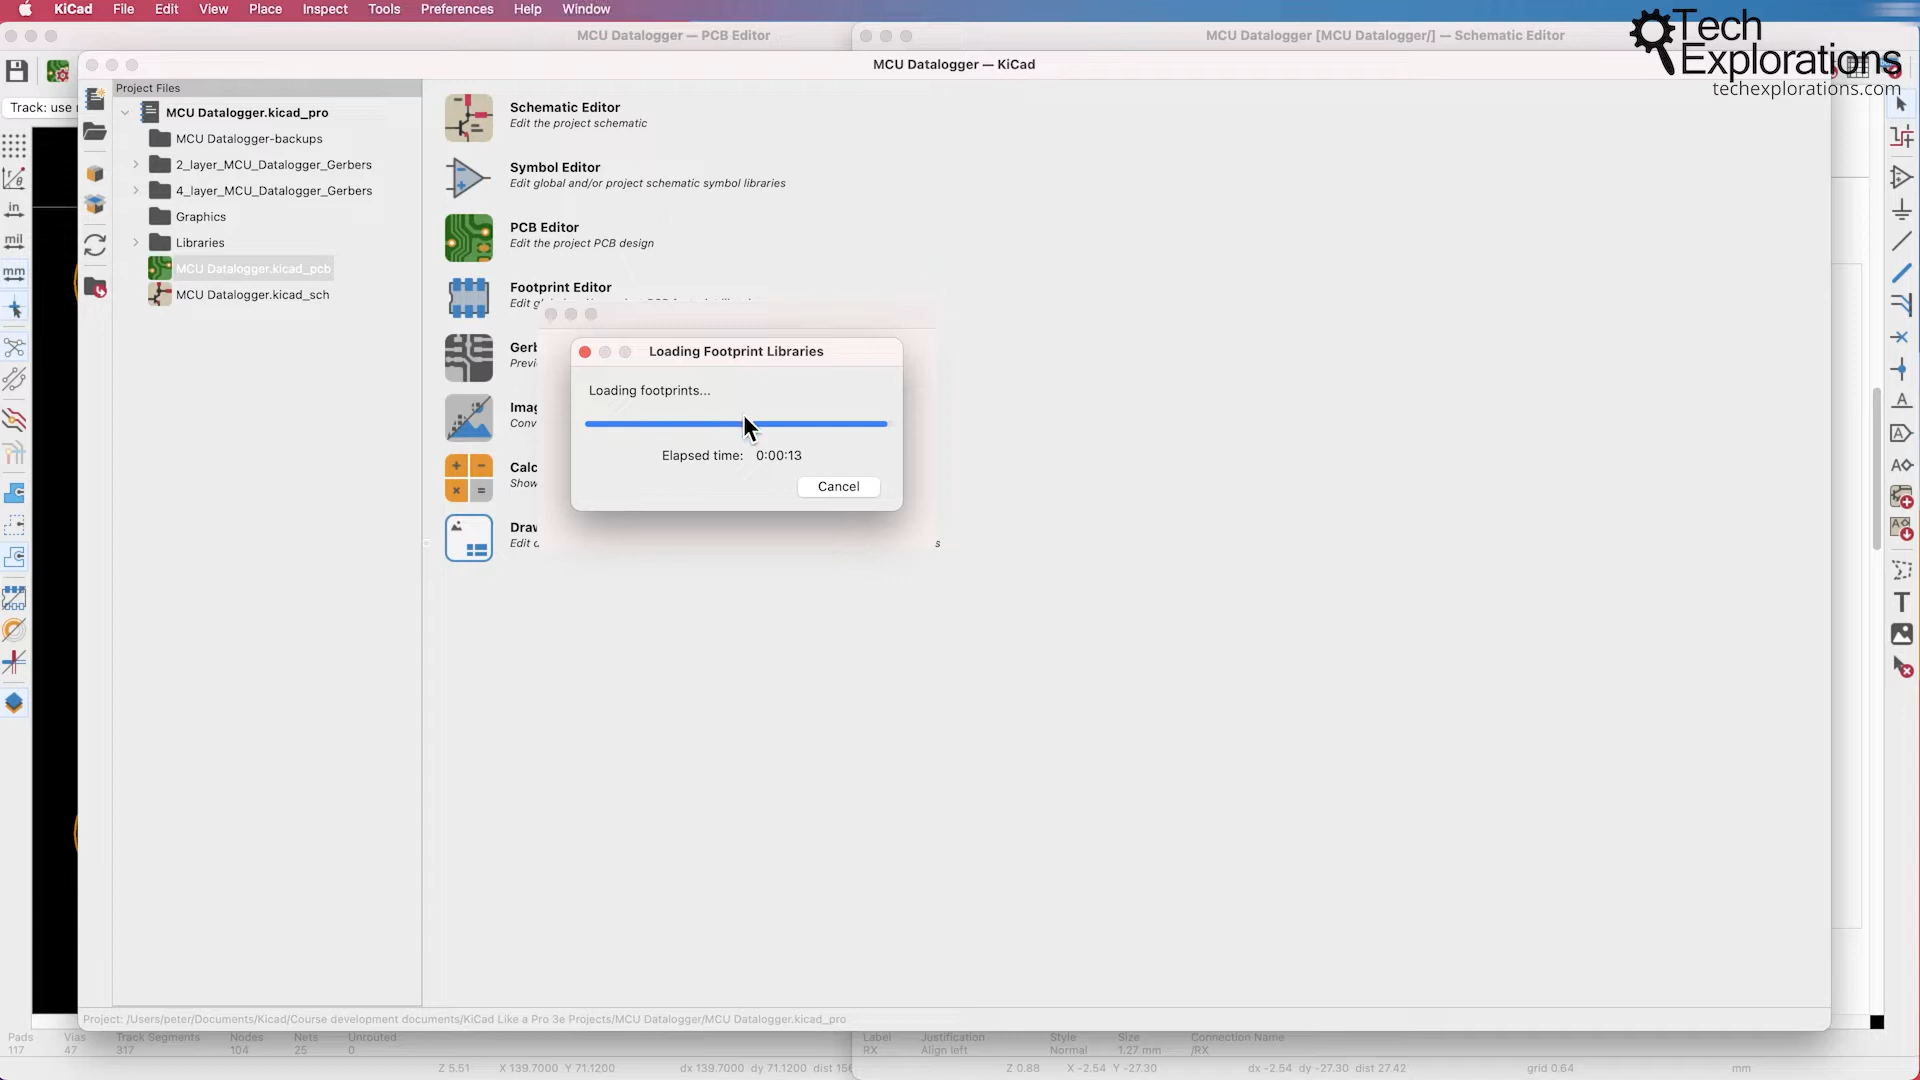 KiCad File Edit View Place Inspect Tools Preferences Help Window
Tech
Explorations
techexplorations.com
MCU Datalogger — PCB Editor
MCU Datalogger [MCU Datalogger/] — Schematic Editor
MCU Datalogger — KiCad
Track: use
in
mil
mm
Project Files
MCU Datalogger.kicad_pro
MCU Datalogger-backups
2_layer_MCU_Datalogger_Gerbers
4_layer_MCU_Datalogger_Gerbers
Graphics
Libraries
MCU Datalogger.kicad_pcb
MCU Datalogger.kicad_sch
Schematic Editor
Edit the project schematic
Symbol Editor
Edit global and/or project schematic symbol libraries
PCB Editor
Edit the project PCB design
Footprint Editor
Edit
Loading Footprint Libraries
Loading footprints...
Elapsed time: 0:00:13
Cancel
Project: /Users/peter/Documents/Kicad/Course development documents/KiCad Like a Pro 3e Projects/MCU Datalogger/MCU Datalogger.kicad_pro
Pads Vias Track Segments Nodes Nets Unrouted
117 47 317 104 25 0
Label Justification Style Size Connection Name
RX Align left Normal 1.27 mm /RX
Z 5.51 X 139.7000 Y 71.1200 dx 139.7000 dy 71.1200 dist
Z 0.88 X -2.54 Y -27.30 dx -2.54 dy -27.30 dist 27.42 grid 0.64 mm